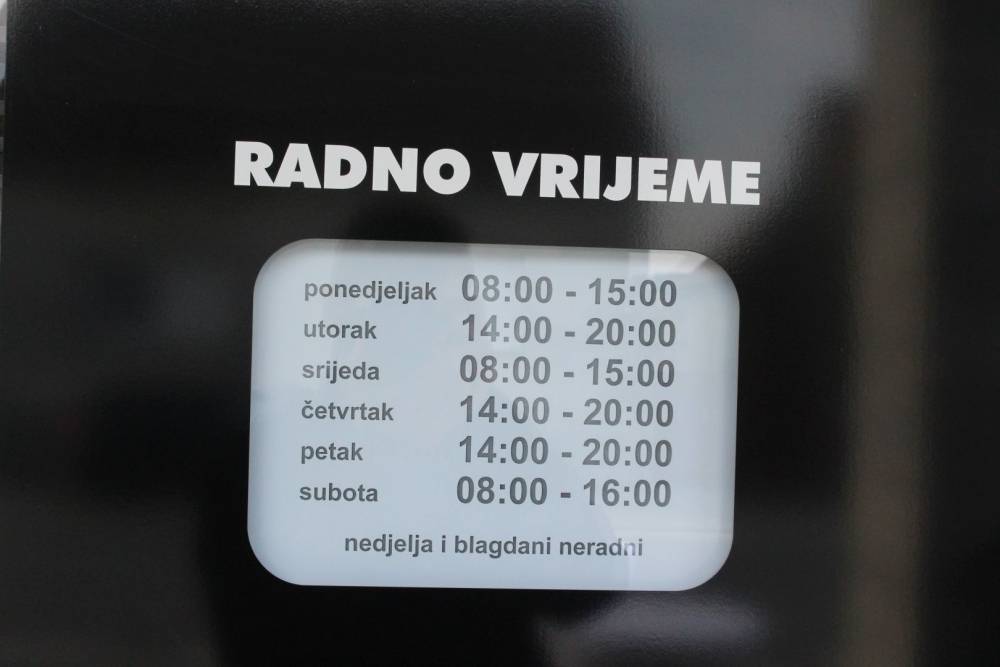 RADNO VRIJEME
ponedjeljak 08:00 - 15:00
utorak 14:00 - 20:00
srijeda 08:00 - 15:00
četvrtak 14:00 - 20:00
petak 14:00 - 20:00
subota 08:00 - 16:00
nedjelja i blagdani neradni